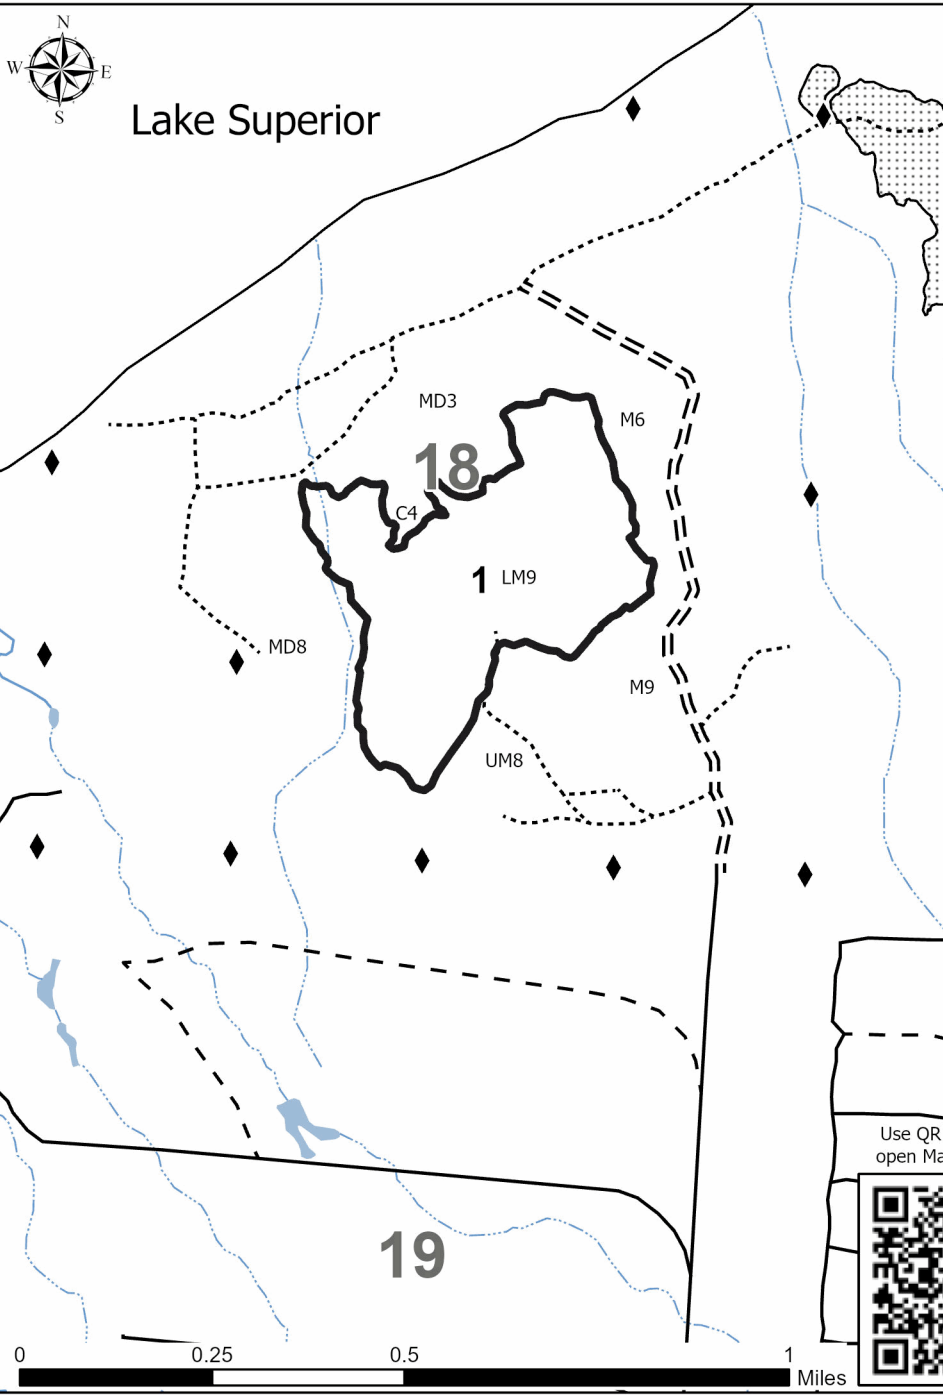 N
W E
S
Lake Superior
MD3
M6
18
C4
1 LM9
MD8
M9
UM8
Use QR
open Ma
19
0 0.25 0.5 1
Miles